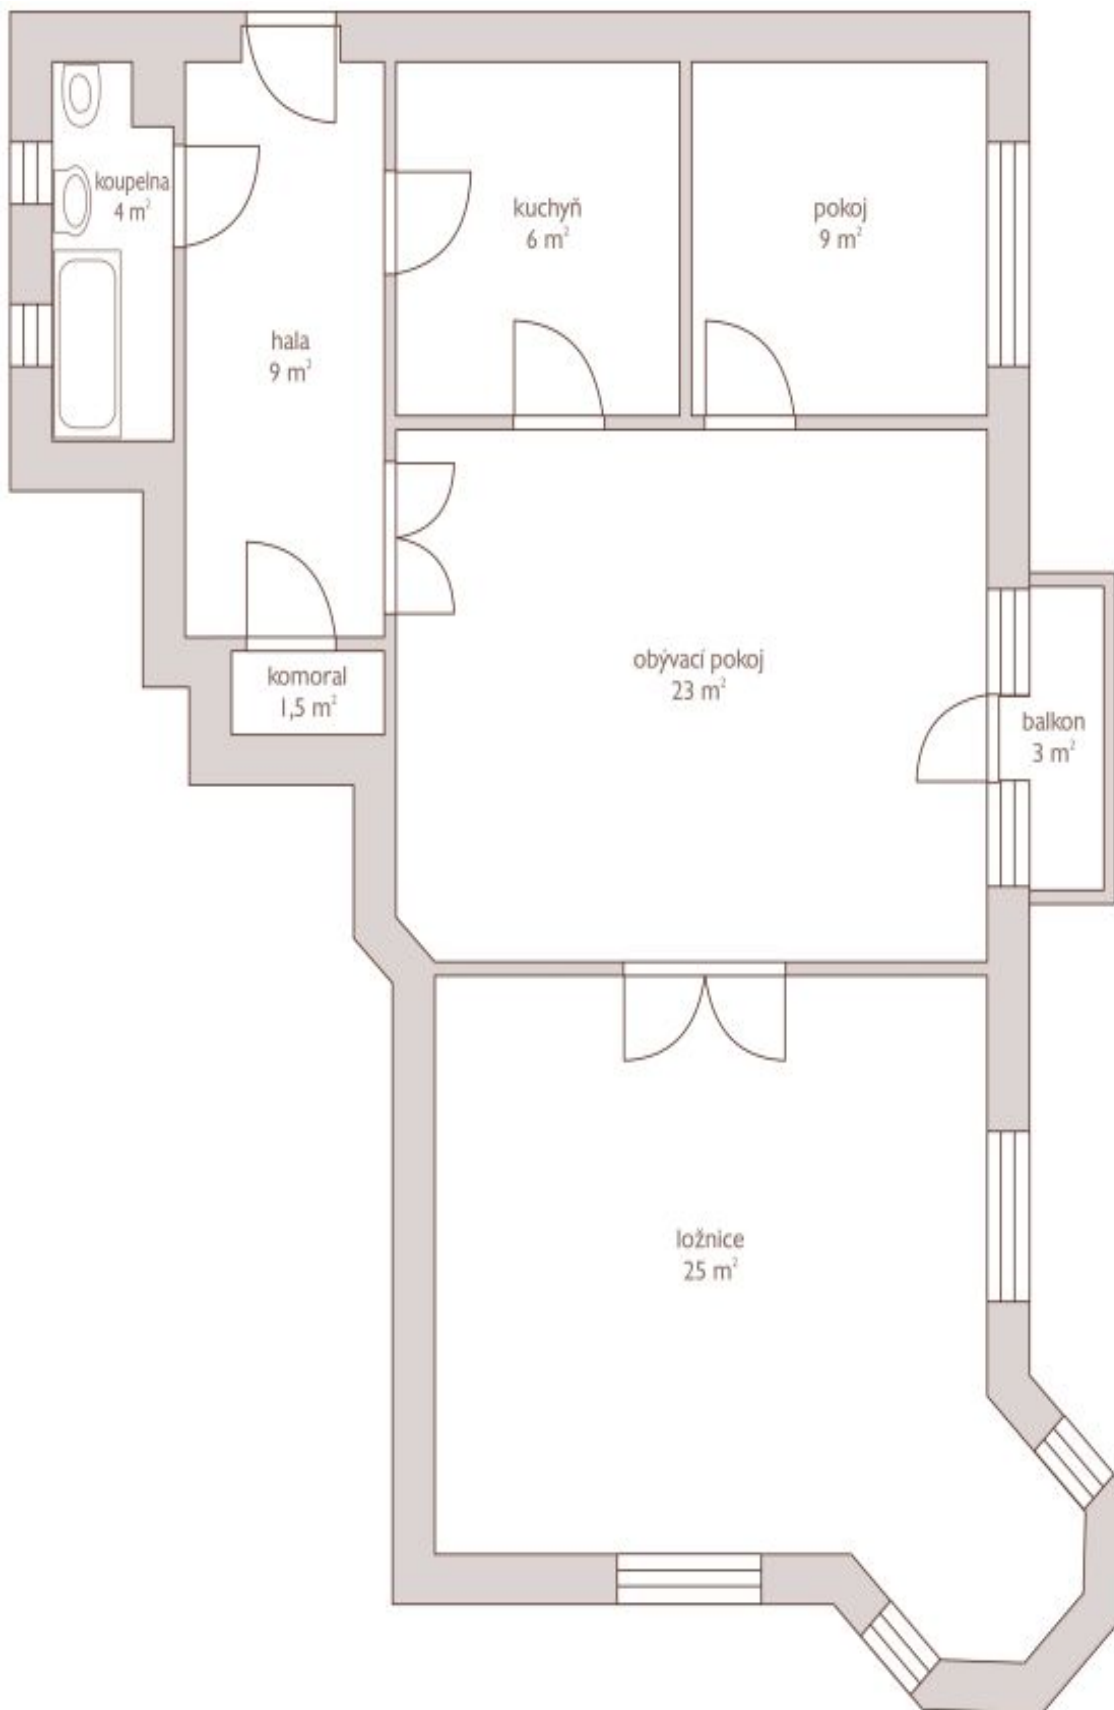 koupelna
4 m²
kuchyň
6 m²
pokoj
9 m²
hala
9 m²
komoral
1,5 m²
obývací pokoj
23 m²
balkon
3 m²
ložnice
25 m²